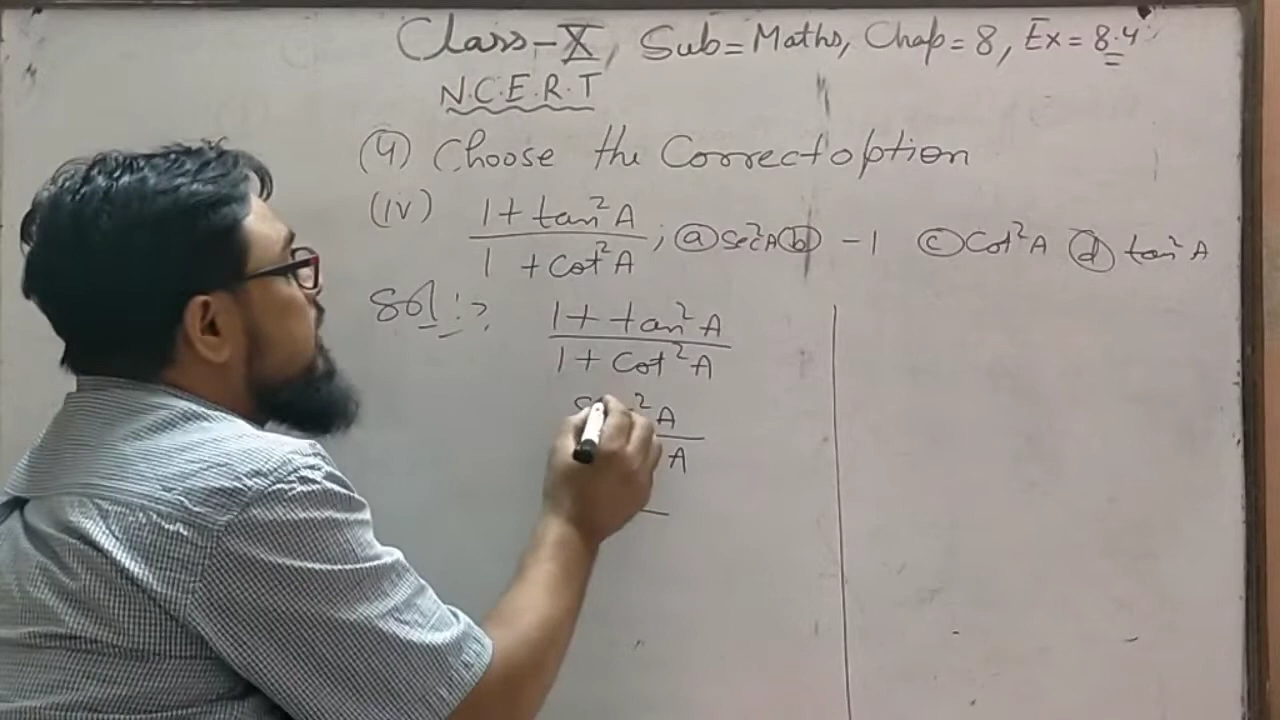 Class-X, Sub=Maths, Chap=8, Ex=8.4
N.C.E.R.T
(4) Choose the Correct option
(iv) 1+tan²A / 1+cot²A ; ⓐ sec²A ⓑ -1 ⓒ cot²A ⓓ tan²A
Sol :-
1+tan²A
1+cot²A
²A
A